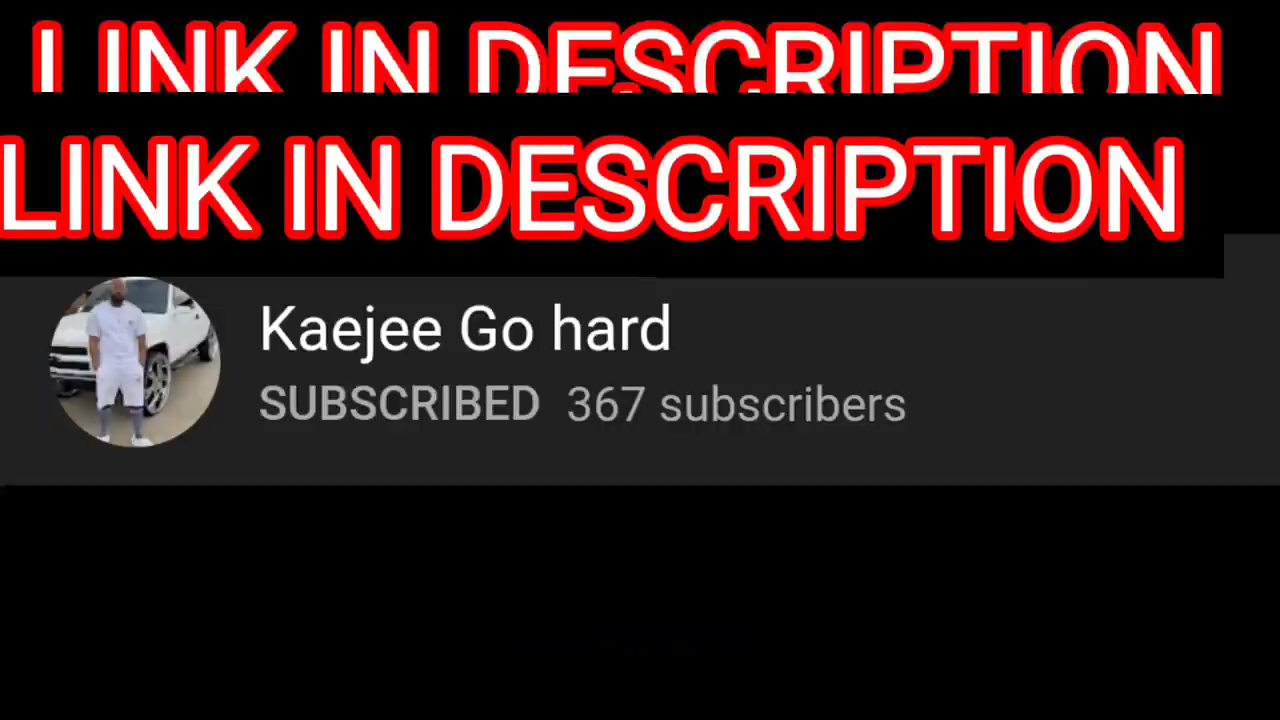 LINK IN DESCRIPTION
LINK IN DESCRIPTION
Kaejee Go hard
SUBSCRIBED 367 subscribers